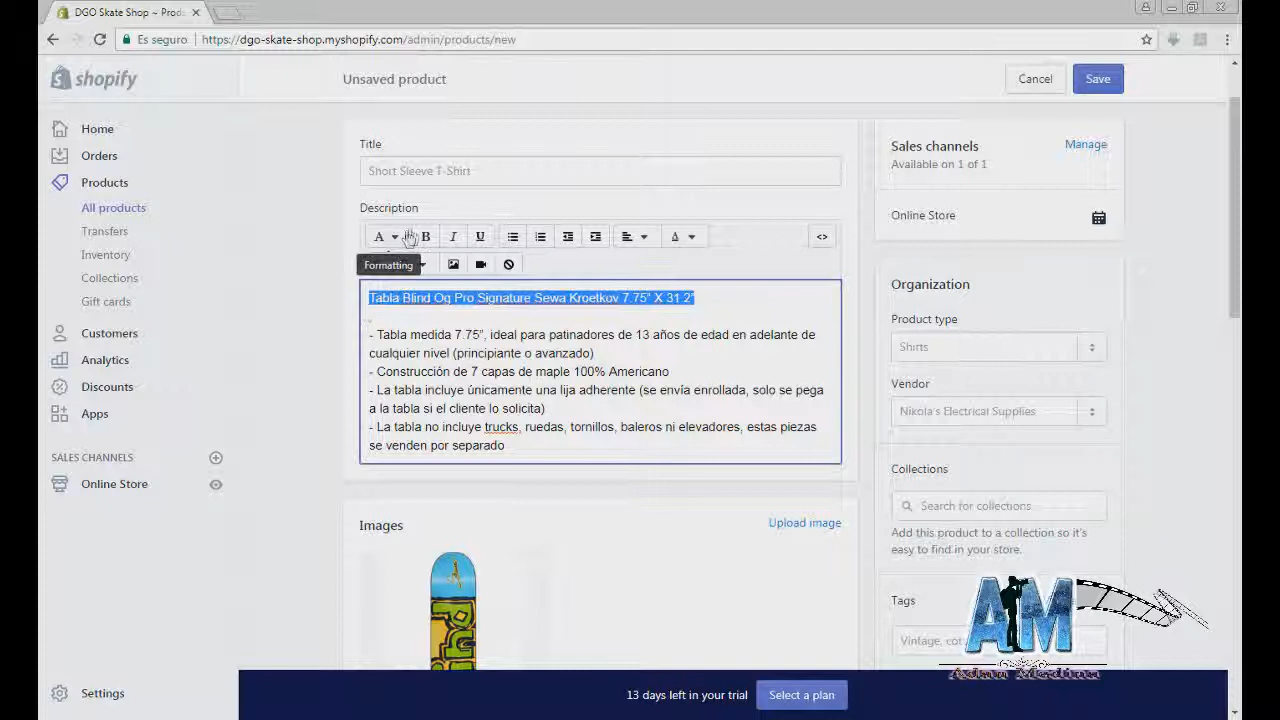 DGO Skate Shop ~ Prod
Es seguro
https://dgo-skate-shop.myshopify.com/admin/products/new
shopify
Unsaved product
Cancel
Save
Home
Orders
Products
All products
Transfers
Inventory
Collections
Gift cards
Customers
Analytics
Discounts
Apps
SALES CHANNELS
Online Store
Settings
Title
Short Sleeve T-Shirt
Description
A
B
I
U
A
<>
Formatting
Tabla Blind Og Pro Signature Sewa Kroetkov 7.75" X 31.2"
- Tabla medida 7.75", ideal para patinadores de 13 años de edad en adelante de
cualquier nivel (principiante o avanzado)
- Construcción de 7 capas de maple 100% Americano
- La tabla incluye únicamente una lija adherente (se envía enrollada, solo se pega
a la tabla si el cliente lo solicita)
- La tabla no incluye trucks, ruedas, tornillos, baleros ni elevadores, estas piezas
se venden por separado
Images
Upload image
Sales channels
Manage
Available on 1 of 1
Online Store
Organization
Product type
Shirts
Vendor
Nikola's Electrical Supplies
Collections
Search for collections
Add this product to a collection so it's
easy to find in your store.
Tags
Vintage, cot
AM
Adan Medina
13 days left in your trial
Select a plan